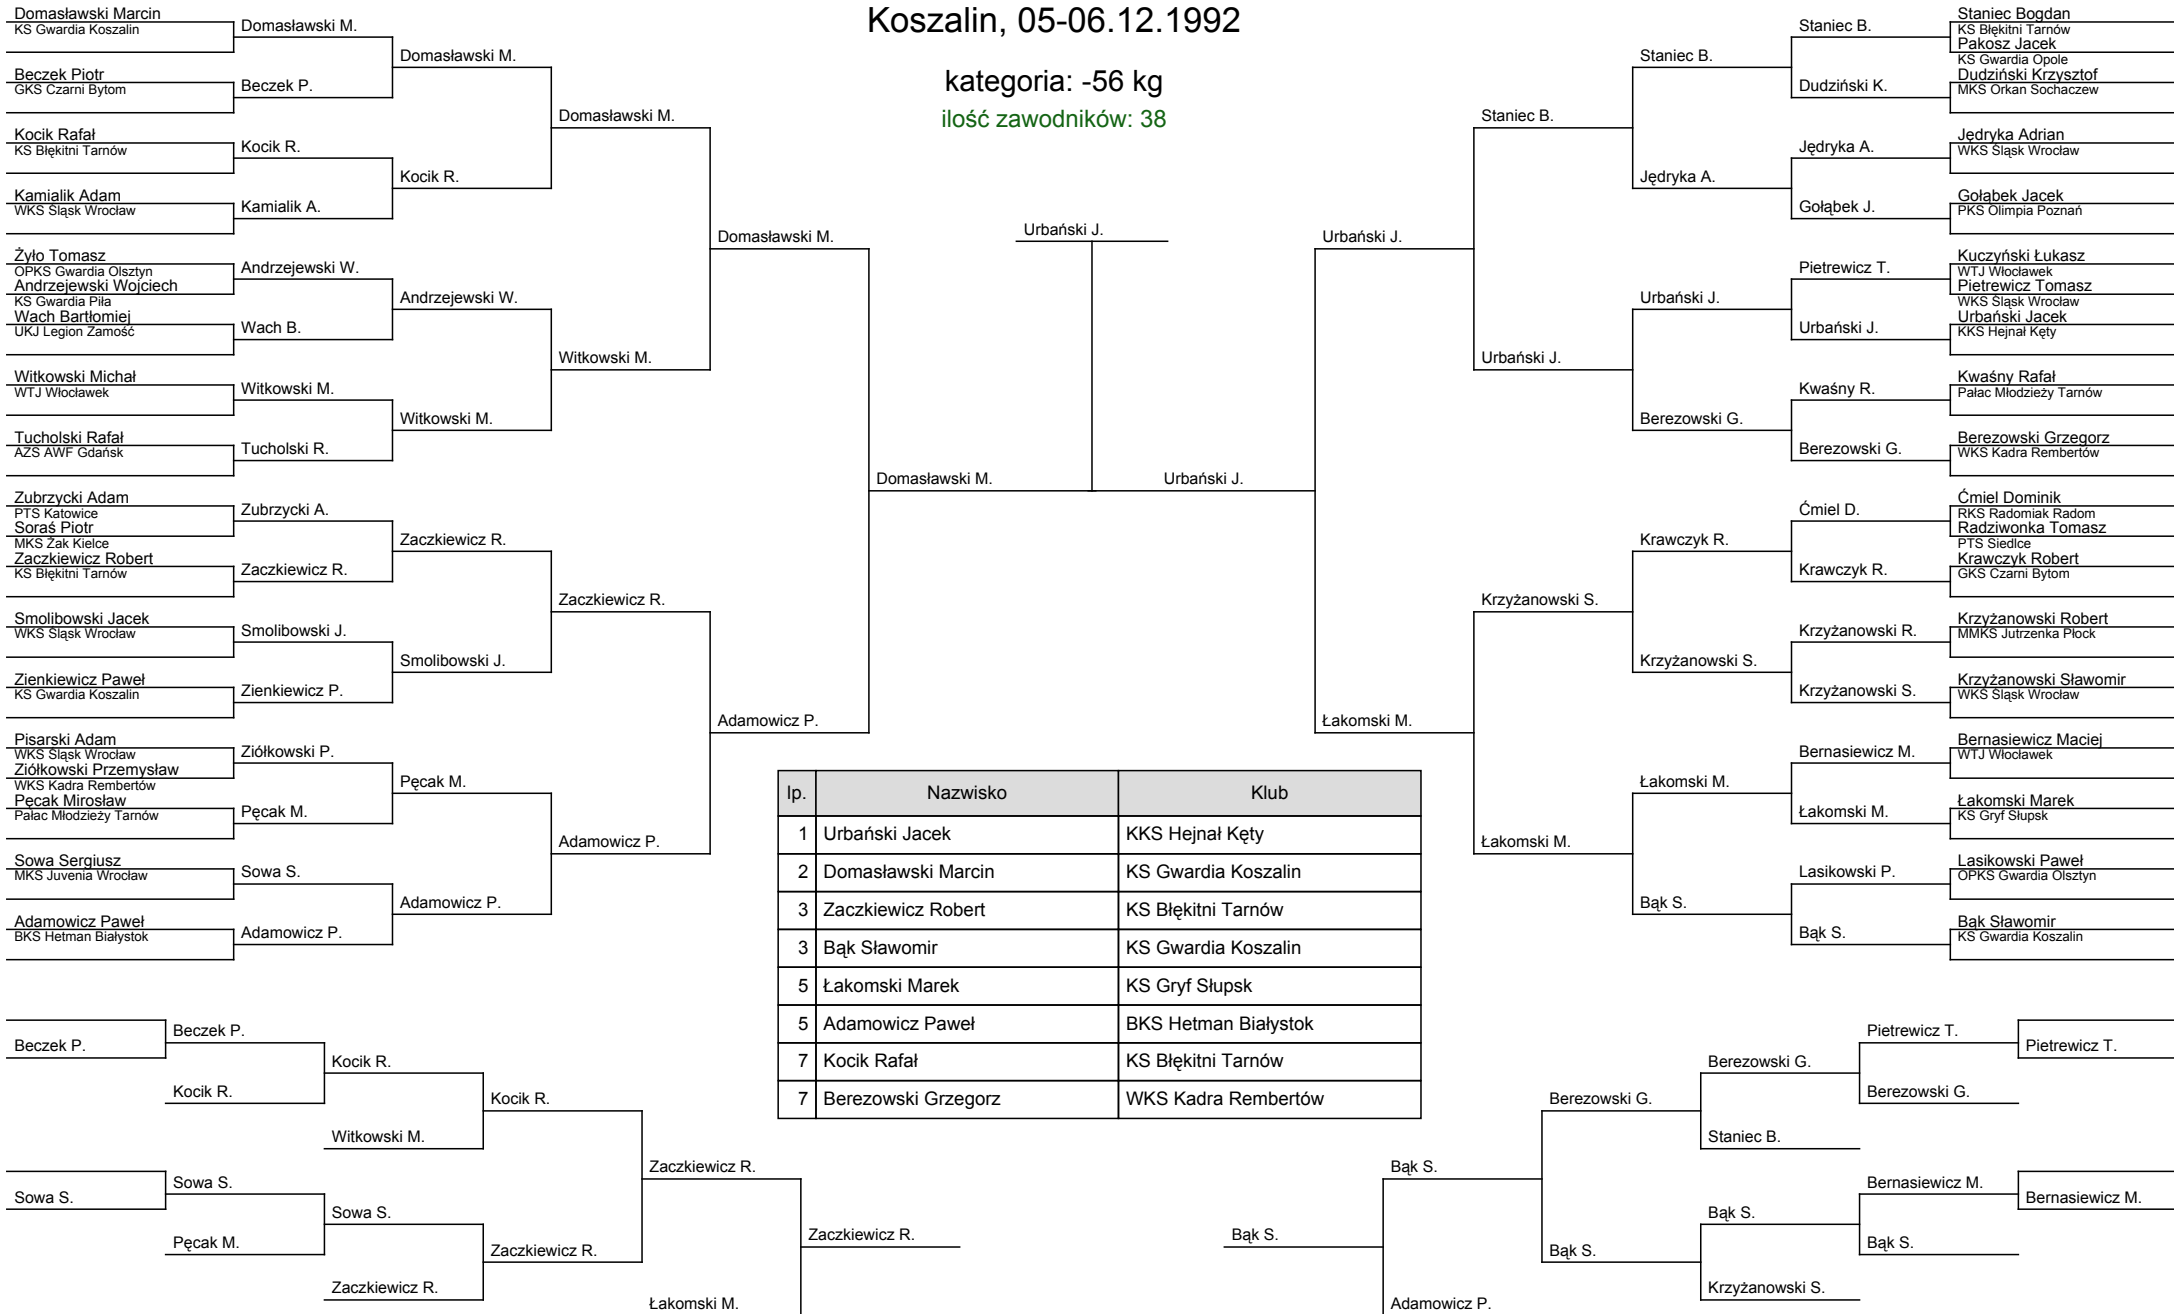 Koszalin, 05-06.12.1992
kategoria: -56 kg
ilość zawodników: 38
Domasławski Marcin
KS Gwardia Koszalin
Beczek Piotr
GKS Czarni Bytom
Kocik Rafał
KS Błękitni Tarnów
Kamialik Adam
WKS Śląsk Wrocław
Żyło Tomasz
OPKS Gwardia Olsztyn
Andrzejewski Wojciech
KS Gwardia Piła
Wach Bartłomiej
UKJ Legion Zamość
Witkowski Michał
WTJ Włocławek
Tucholski Rafał
AZS AWF Gdańsk
Zubrzycki Adam
PTS Katowice
Soraś Piotr
MKS Żak Kielce
Zaczkiewicz Robert
KS Błękitni Tarnów
Smolibowski Jacek
WKS Śląsk Wrocław
Zienkiewicz Paweł
KS Gwardia Koszalin
Pisarski Adam
WKS Śląsk Wrocław
Ziółkowski Przemysław
WKS Kadra Rembertów
Pęcak Mirosław
Pałac Młodzieży Tarnów
Sowa Sergiusz
MKS Juvenia Wrocław
Adamowicz Paweł
BKS Hetman Białystok
Domasławski M.
Beczek P.
Kocik R.
Kamialik A.
Andrzejewski W.
Wach B.
Witkowski M.
Tucholski R.
Zubrzycki A.
Zaczkiewicz R.
Smolibowski J.
Zienkiewicz P.
Ziółkowski P.
Pęcak M.
Sowa S.
Adamowicz P.
Domasławski M.
Kocik R.
Andrzejewski W.
Witkowski M.
Zaczkiewicz R.
Smolibowski J.
Pęcak M.
Adamowicz P.
Domasławski M.
Witkowski M.
Zaczkiewicz R.
Adamowicz P.
Domasławski M.
Adamowicz P.
Domasławski M.
Urbański J.
Urbański J.
Urbański J.
Łakomski M.
Staniec B.
Urbański J.
Krzyżanowski S.
Łakomski M.
Staniec B.
Jędryka A.
Urbański J.
Berezowski G.
Krawczyk R.
Krzyżanowski S.
Łakomski M.
Bąk S.
Staniec B.
Dudziński K.
Jędryka A.
Gołąbek J.
Pietrewicz T.
Urbański J.
Kwaśny R.
Berezowski G.
Ćmiel D.
Krawczyk R.
Krzyżanowski R.
Krzyżanowski S.
Bernasiewicz M.
Łakomski M.
Lasikowski P.
Bąk S.
Staniec Bogdan
KS Błękitni Tarnów
Pakosz Jacek
KS Gwardia Opole
Dudziński Krzysztof
MKS Orkan Sochaczew
Jędryka Adrian
WKS Śląsk Wrocław
Gołąbek Jacek
PKS Olimpia Poznań
Kuczyński Łukasz
WTJ Włocławek
Pietrewicz Tomasz
WKS Śląsk Wrocław
Urbański Jacek
KKS Hejnał Kęty
Kwaśny Rafał
Pałac Młodzieży Tarnów
Berezowski Grzegorz
WKS Kadra Rembertów
Ćmiel Dominik
RKS Radomiak Radom
Radziwonka Tomasz
PTS Siedlce
Krawczyk Robert
GKS Czarni Bytom
Krzyżanowski Robert
MMKS Jutrzenka Płock
Krzyżanowski Sławomir
WKS Śląsk Wrocław
Bernasiewicz Maciej
WTJ Włocławek
Łakomski Marek
KS Gryf Słupsk
Lasikowski Paweł
OPKS Gwardia Olsztyn
Bąk Sławomir
KS Gwardia Koszalin
lp. Nazwisko Klub
1 Urbański Jacek KKS Hejnał Kęty
2 Domasławski Marcin KS Gwardia Koszalin
3 Zaczkiewicz Robert KS Błękitni Tarnów
3 Bąk Sławomir KS Gwardia Koszalin
5 Łakomski Marek KS Gryf Słupsk
5 Adamowicz Paweł BKS Hetman Białystok
7 Kocik Rafał KS Błękitni Tarnów
7 Berezowski Grzegorz WKS Kadra Rembertów
Beczek P.
Sowa S.
Beczek P.
Kocik R.
Sowa S.
Pęcak M.
Kocik R.
Witkowski M.
Sowa S.
Zaczkiewicz R.
Kocik R.
Zaczkiewicz R.
Zaczkiewicz R.
Łakomski M.
Zaczkiewicz R.
Bąk S.
Bąk S.
Adamowicz P.
Berezowski G.
Bąk S.
Berezowski G.
Staniec B.
Bąk S.
Krzyżanowski S.
Pietrewicz T.
Berezowski G.
Bernasiewicz M.
Bąk S.
Pietrewicz T.
Bernasiewicz M.